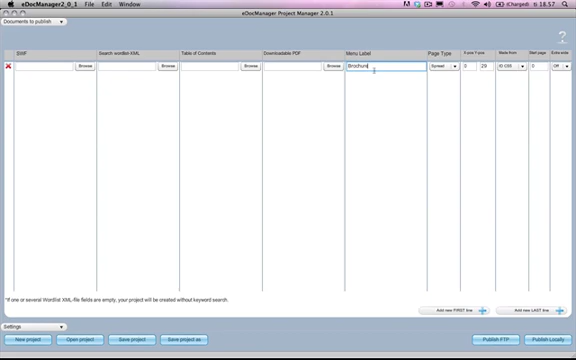 eDocManager2_0_1 File Edit Window (Charged) 18.57
eDocManager Project Manager 2.0.1
Documents to publish
?
SWF Search wordlist XML Table of Contents Downloadable PDF Menu Label Page Type X-pos Y-pos Made from Start page Extra side
Browse Browse Browse Browse Brochure Spread 0 29 ID CS5 0 Off
*If one or several Wordlist XML-file fields are empty, your project will be created without keyword search.
Add new FIRST line Add new LAST line
Settings
New project Open project Save project Save project as Publish FTP Publish Locally